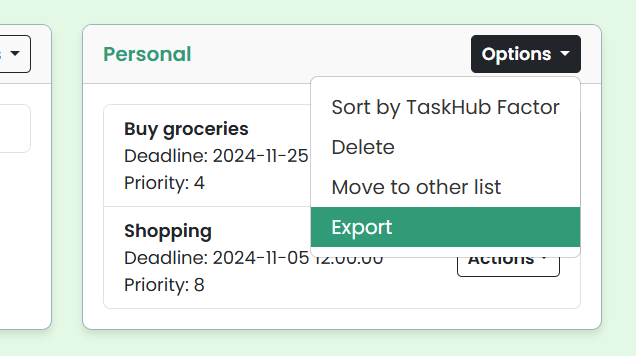 Personal
Options
Sort by TaskHub Factor
Delete
Move to other list
Export
Buy groceries
Deadline: 2024-11-25
Priority: 4
Shopping
Deadline: 2024-11-05 12:00:00
Actions
Priority: 8